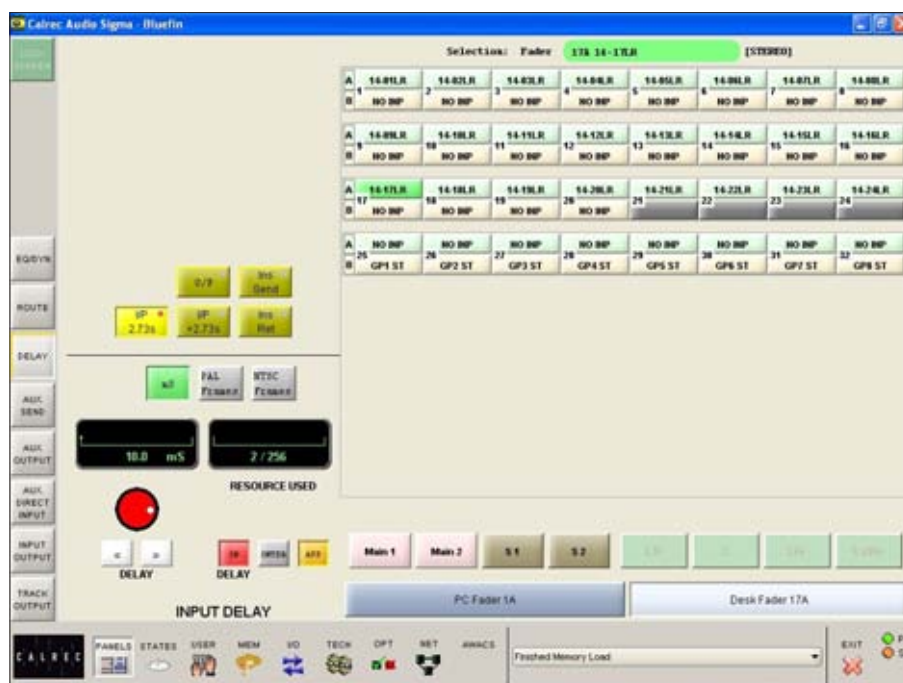 Calrec Audio Sigma - Bluefin
Selection: Fader 17A 14-17LR [STEREO]
A 14-01LR 14-02LR 14-03LR 14-04LR 14-05LR 14-06LR 14-07LR 14-08LR
1 2 3 4 5 6 7 8
B NO INP NO INP NO INP NO INP NO INP NO INP NO INP NO INP
A 14-09LR 14-10LR 14-11LR 14-12LR 14-13LR 14-14LR 14-15LR 14-16LR
9 10 11 12 13 14 15 16
B NO INP NO INP NO INP NO INP NO INP NO INP NO INP NO INP
A 14-17LR 14-18LR 14-19LR 14-20LR 14-21LR 14-22LR 14-23LR 14-24LR
17 18 19 20 21 22 23 24
B NO INP NO INP NO INP NO INP
A NO INP NO INP NO INP NO INP NO INP NO INP NO INP NO INP
25 26 27 28 29 30 31 32
B GP1 ST GP2 ST GP3 ST GP4 ST GP5 ST GP6 ST GP7 ST GP8 ST
EQ/DYN
ROUTE
DELAY
AUX
SEND
AUX
OUTPUT
AUX
DIRECT
INPUT
INPUT
OUTPUT
TRACK
OUTPUT
O/P
Ins
Send
I/P
2.73s
I/P
+2.73s
Ins
Ret
mS
PAL
Frames
NTSC
Frames
10.0 mS
2 / 256
RESOURCE USED
« »
DELAY
IN
APP
DELAY
INPUT DELAY
Main 1 Main 2 S 1 S 2
PC Fader 1A
Desk Fader 17A
CALREC
PANELS STATES USER MEM I/O TECH OPT NET AWACS
Finished Memory Load
EXIT